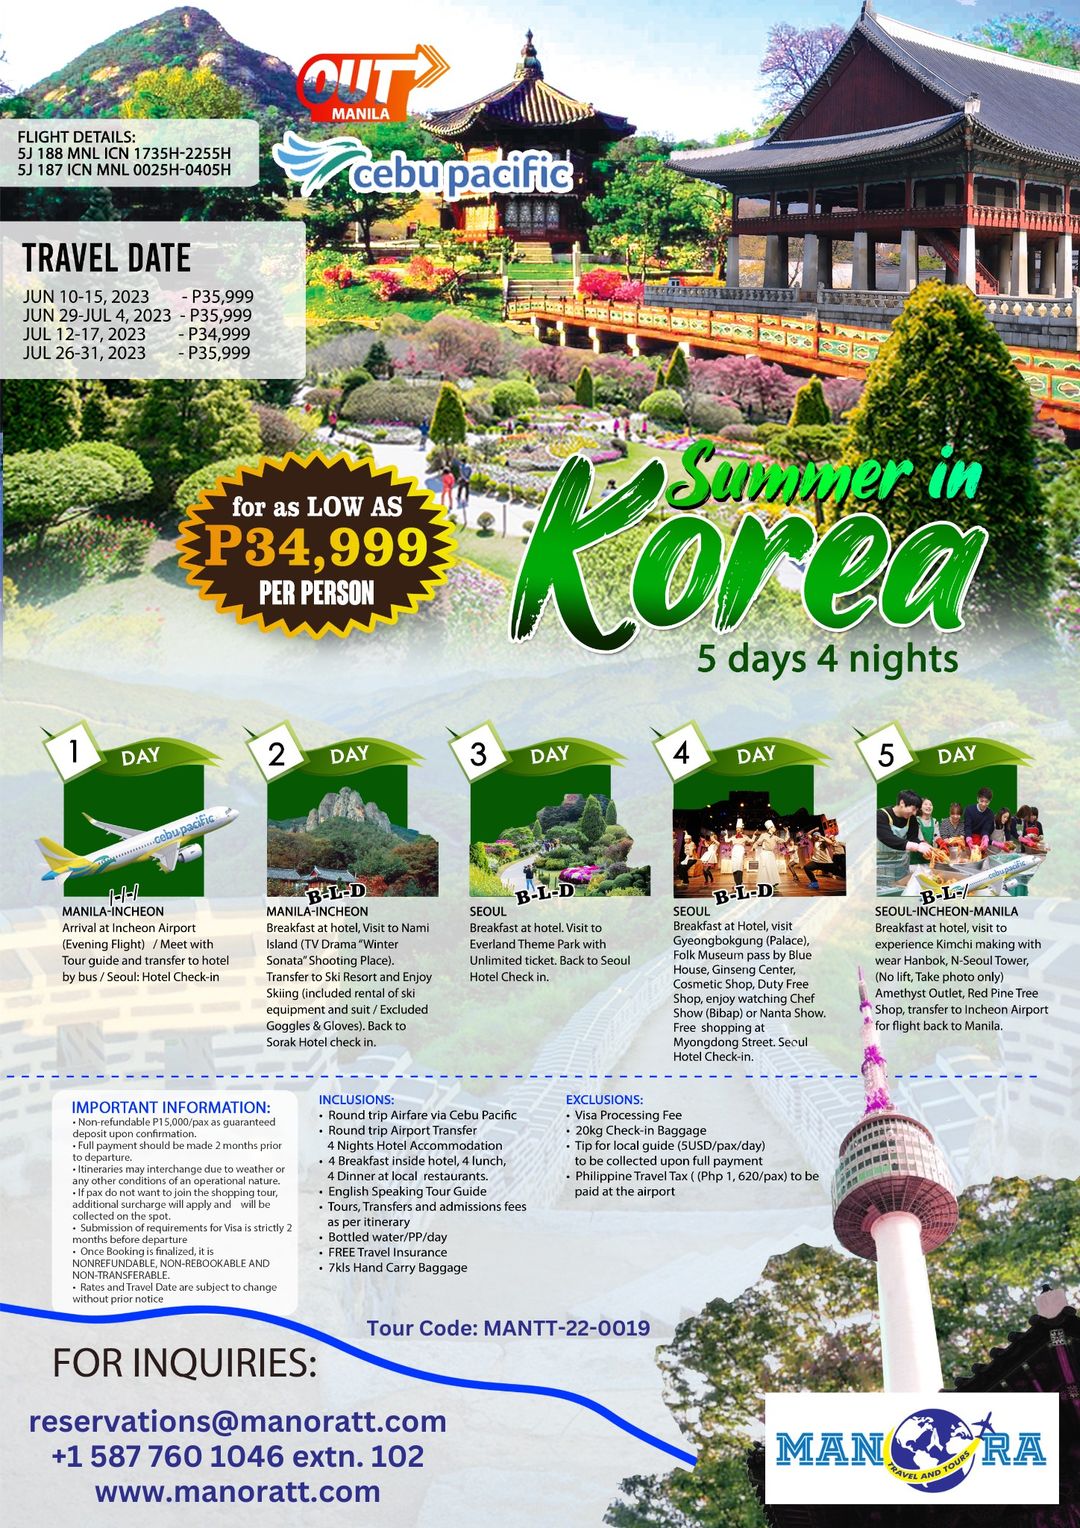 OUT
MANILA
cebu pacific
FLIGHT DETAILS:
5J 188 MNL ICN 1735H-2255H
5J 187 ICN MNL 0025H-0405H
TRAVEL DATE
JUN 10-15, 2023 - P35,999
JUN 29-JUL 4, 2023 - P35,999
JUL 12-17, 2023 - P34,999
JUL 26-31, 2023 - P35,999
for as LOW AS
P34,999
PER PERSON
Summer in
Korea
5 days 4 nights
1 DAY
cebu pacific
/-/-/
MANILA-INCHEON
Arrival at Incheon Airport
(Evening Flight) / Meet with
Tour guide and transfer to hotel
by bus / Seoul: Hotel Check-in
2 DAY
B-L-D
MANILA-INCHEON
Breakfast at hotel, Visit to Nami
Island (TV Drama “Winter
Sonata” Shooting Place).
Transfer to Ski Resort and Enjoy
Skiing (included rental of ski
equipment and suit / Excluded
Goggles & Gloves). Back to
Sorak Hotel check in.
3 DAY
B-L-D
SEOUL
Breakfast at hotel. Visit to
Everland Theme Park with
Unlimited ticket. Back to Seoul
Hotel Check in.
4 DAY
B-L-D
SEOUL
Breakfast at Hotel, visit
Gyeongbokgung (Palace),
Folk Museum pass by Blue
House, Ginseng Center,
Cosmetic Shop, Duty Free
Shop, enjoy watching Chef
Show (Bibap) or Nanta Show.
Free shopping at
Myongdong Street. Seoul
Hotel Check-in.
5 DAY
cebu pacific
B-L-/
SEOUL-INCHEON-MANILA
Breakfast at hotel, visit to
experience Kimchi making with
wear Hanbok, N-Seoul Tower,
(No lift, Take photo only)
Amethyst Outlet, Red Pine Tree
Shop, transfer to Incheon Airport
for flight back to Manila.
IMPORTANT INFORMATION:
• Non-refundable P15,000/pax as guaranteed
deposit upon confirmation.
• Full payment should be made 2 months prior
to departure.
• Itineraries may interchange due to weather or
any other conditions of an operational nature.
• If pax do not want to join the shopping tour,
additional surcharge will apply and will be
collected on the spot.
• Submission of requirements for Visa is strictly 2
months before departure
• Once Booking is finalized, it is
NONREFUNDABLE, NON-REBOOKABLE AND
NON-TRANSFERABLE.
• Rates and Travel Date are subject to change
without prior notice
INCLUSIONS:
• Round trip Airfare via Cebu Pacific
• Round trip Airport Transfer
4 Nights Hotel Accommodation
• 4 Breakfast inside hotel, 4 lunch,
4 Dinner at local restaurants.
• English Speaking Tour Guide
• Tours, Transfers and admissions fees
as per itinerary
• Bottled water/PP/day
• FREE Travel Insurance
• 7kls Hand Carry Baggage
EXCLUSIONS:
• Visa Processing Fee
• 20kg Check-in Baggage
• Tip for local guide (5USD/pax/day)
to be collected upon full payment
• Philippine Travel Tax ( (Php 1, 620/pax) to be
paid at the airport
Tour Code: MANTT-22-0019
FOR INQUIRIES:
reservations@manoratt.com
+1 587 760 1046 extn. 102
www.manoratt.com
MAN RA
TRAVEL AND TOURS